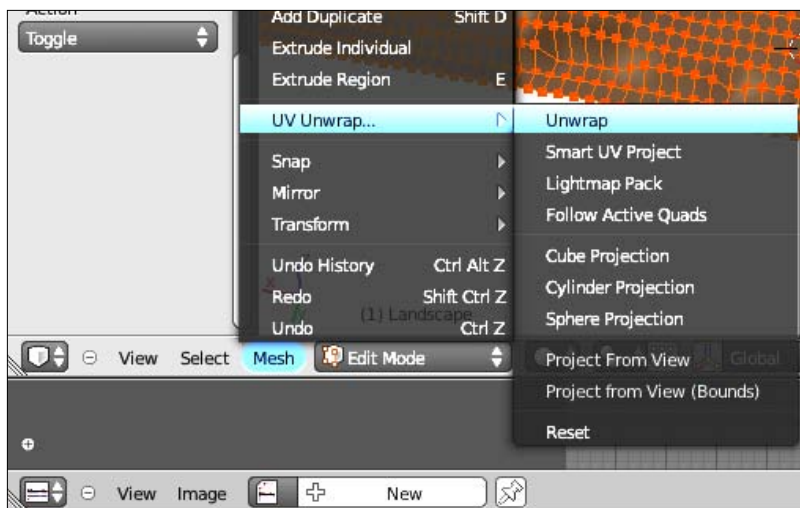 Action
Toggle
Add Duplicate Shift D
Extrude Individual
Extrude Region E
UV Unwrap...
Snap
Mirror
Transform
Undo History Ctrl Alt Z
Redo Shift Ctrl Z
(1) Landscape
Undo Ctrl Z
Unwrap
Smart UV Project
Lightmap Pack
Follow Active Quads
Cube Projection
Cylinder Projection
Sphere Projection
Project From View
Project from View (Bounds)
Reset
View Select Mesh Edit Mode Global
View Image New